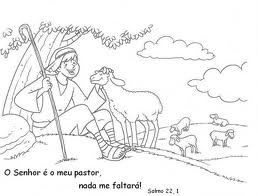 O Senhor é o meu pastor,
nada me faltará!
Salmo 22, 1